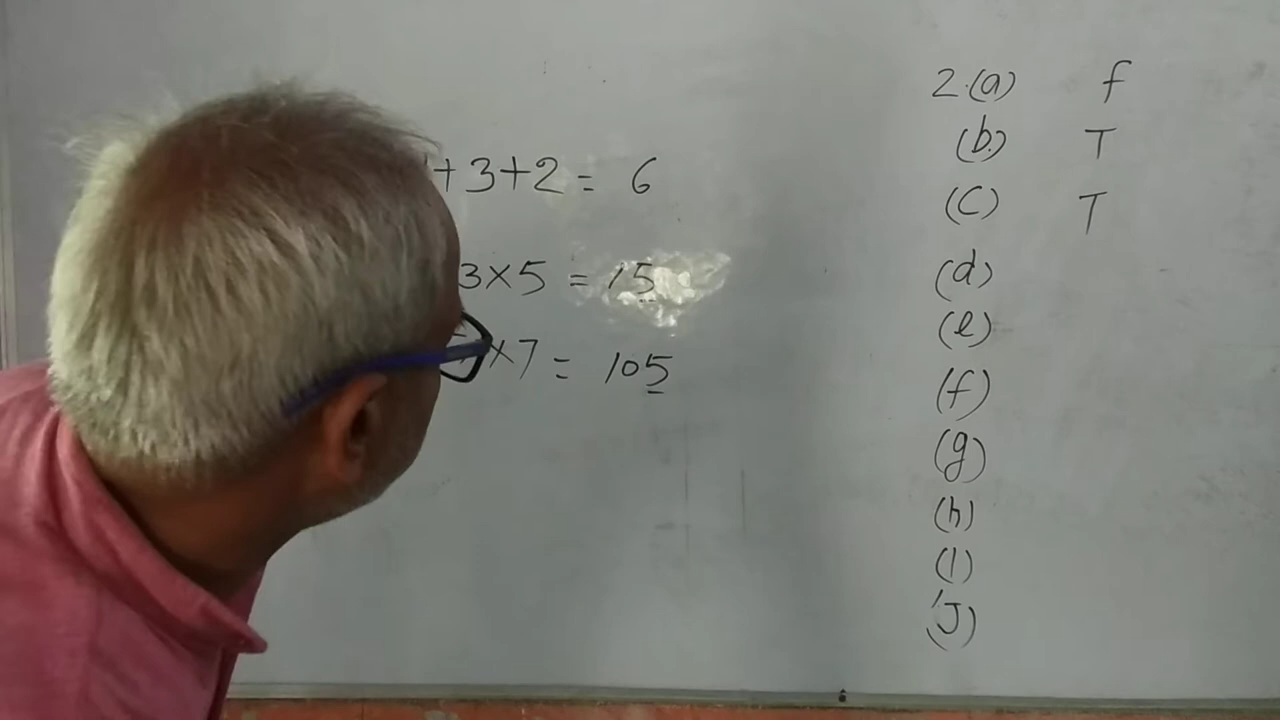 +3+2 = 6
3×5 = 15
×7 = 105
2.(a) f
(b) T
(c) T
(d)
(e)
(f)
(g)
(h)
(i)
(J)